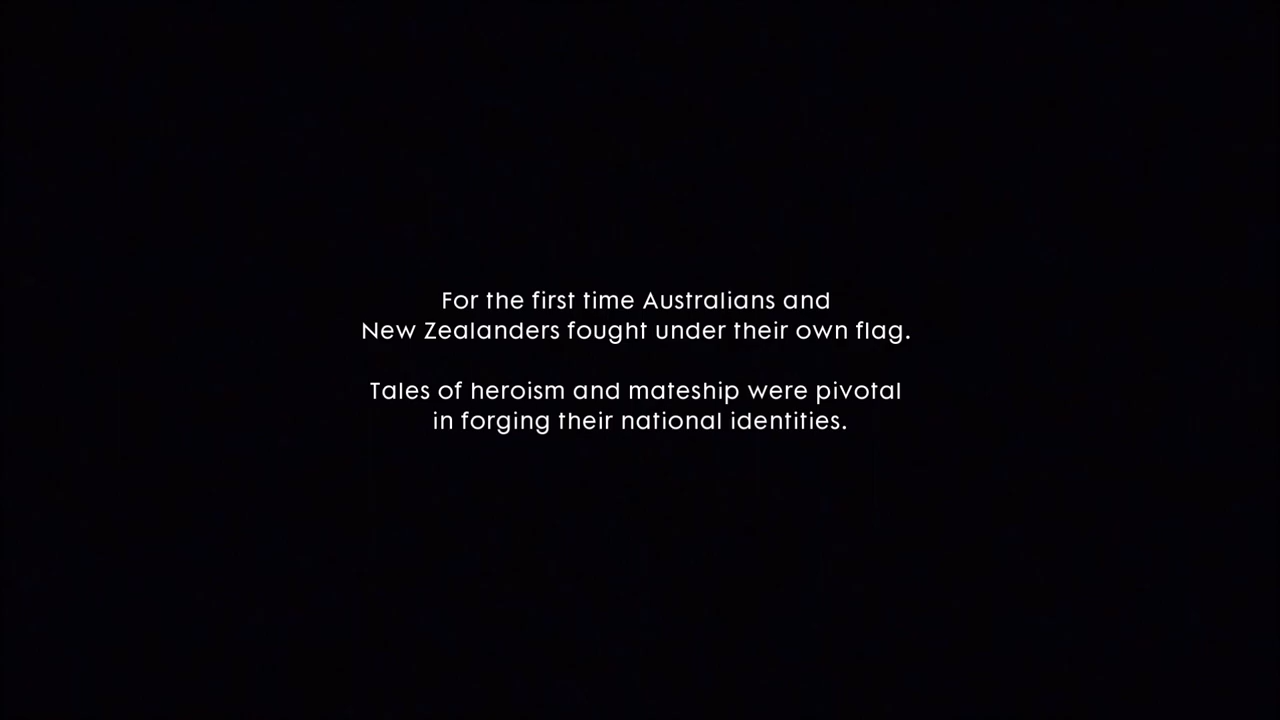 For the first time Australians and
New Zealanders fought under their own flag.
Tales of heroism and mateship were pivotal
in forging their national identities.